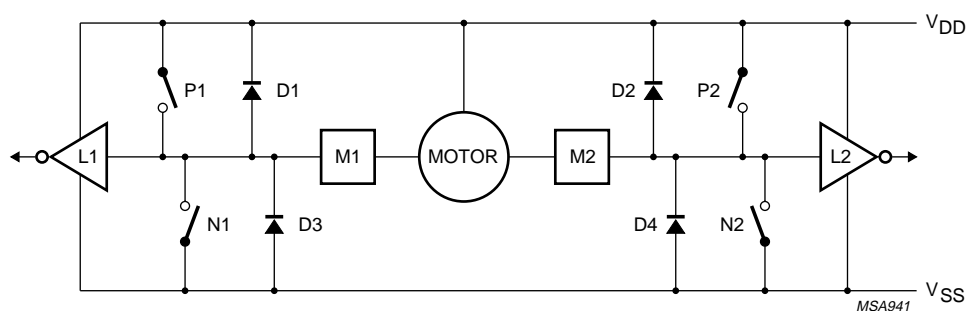 VDD
P1 D1 D2 P2
L1 M1 MOTOR M2 L2
N1 D3 D4 N2
VSS
MSA941